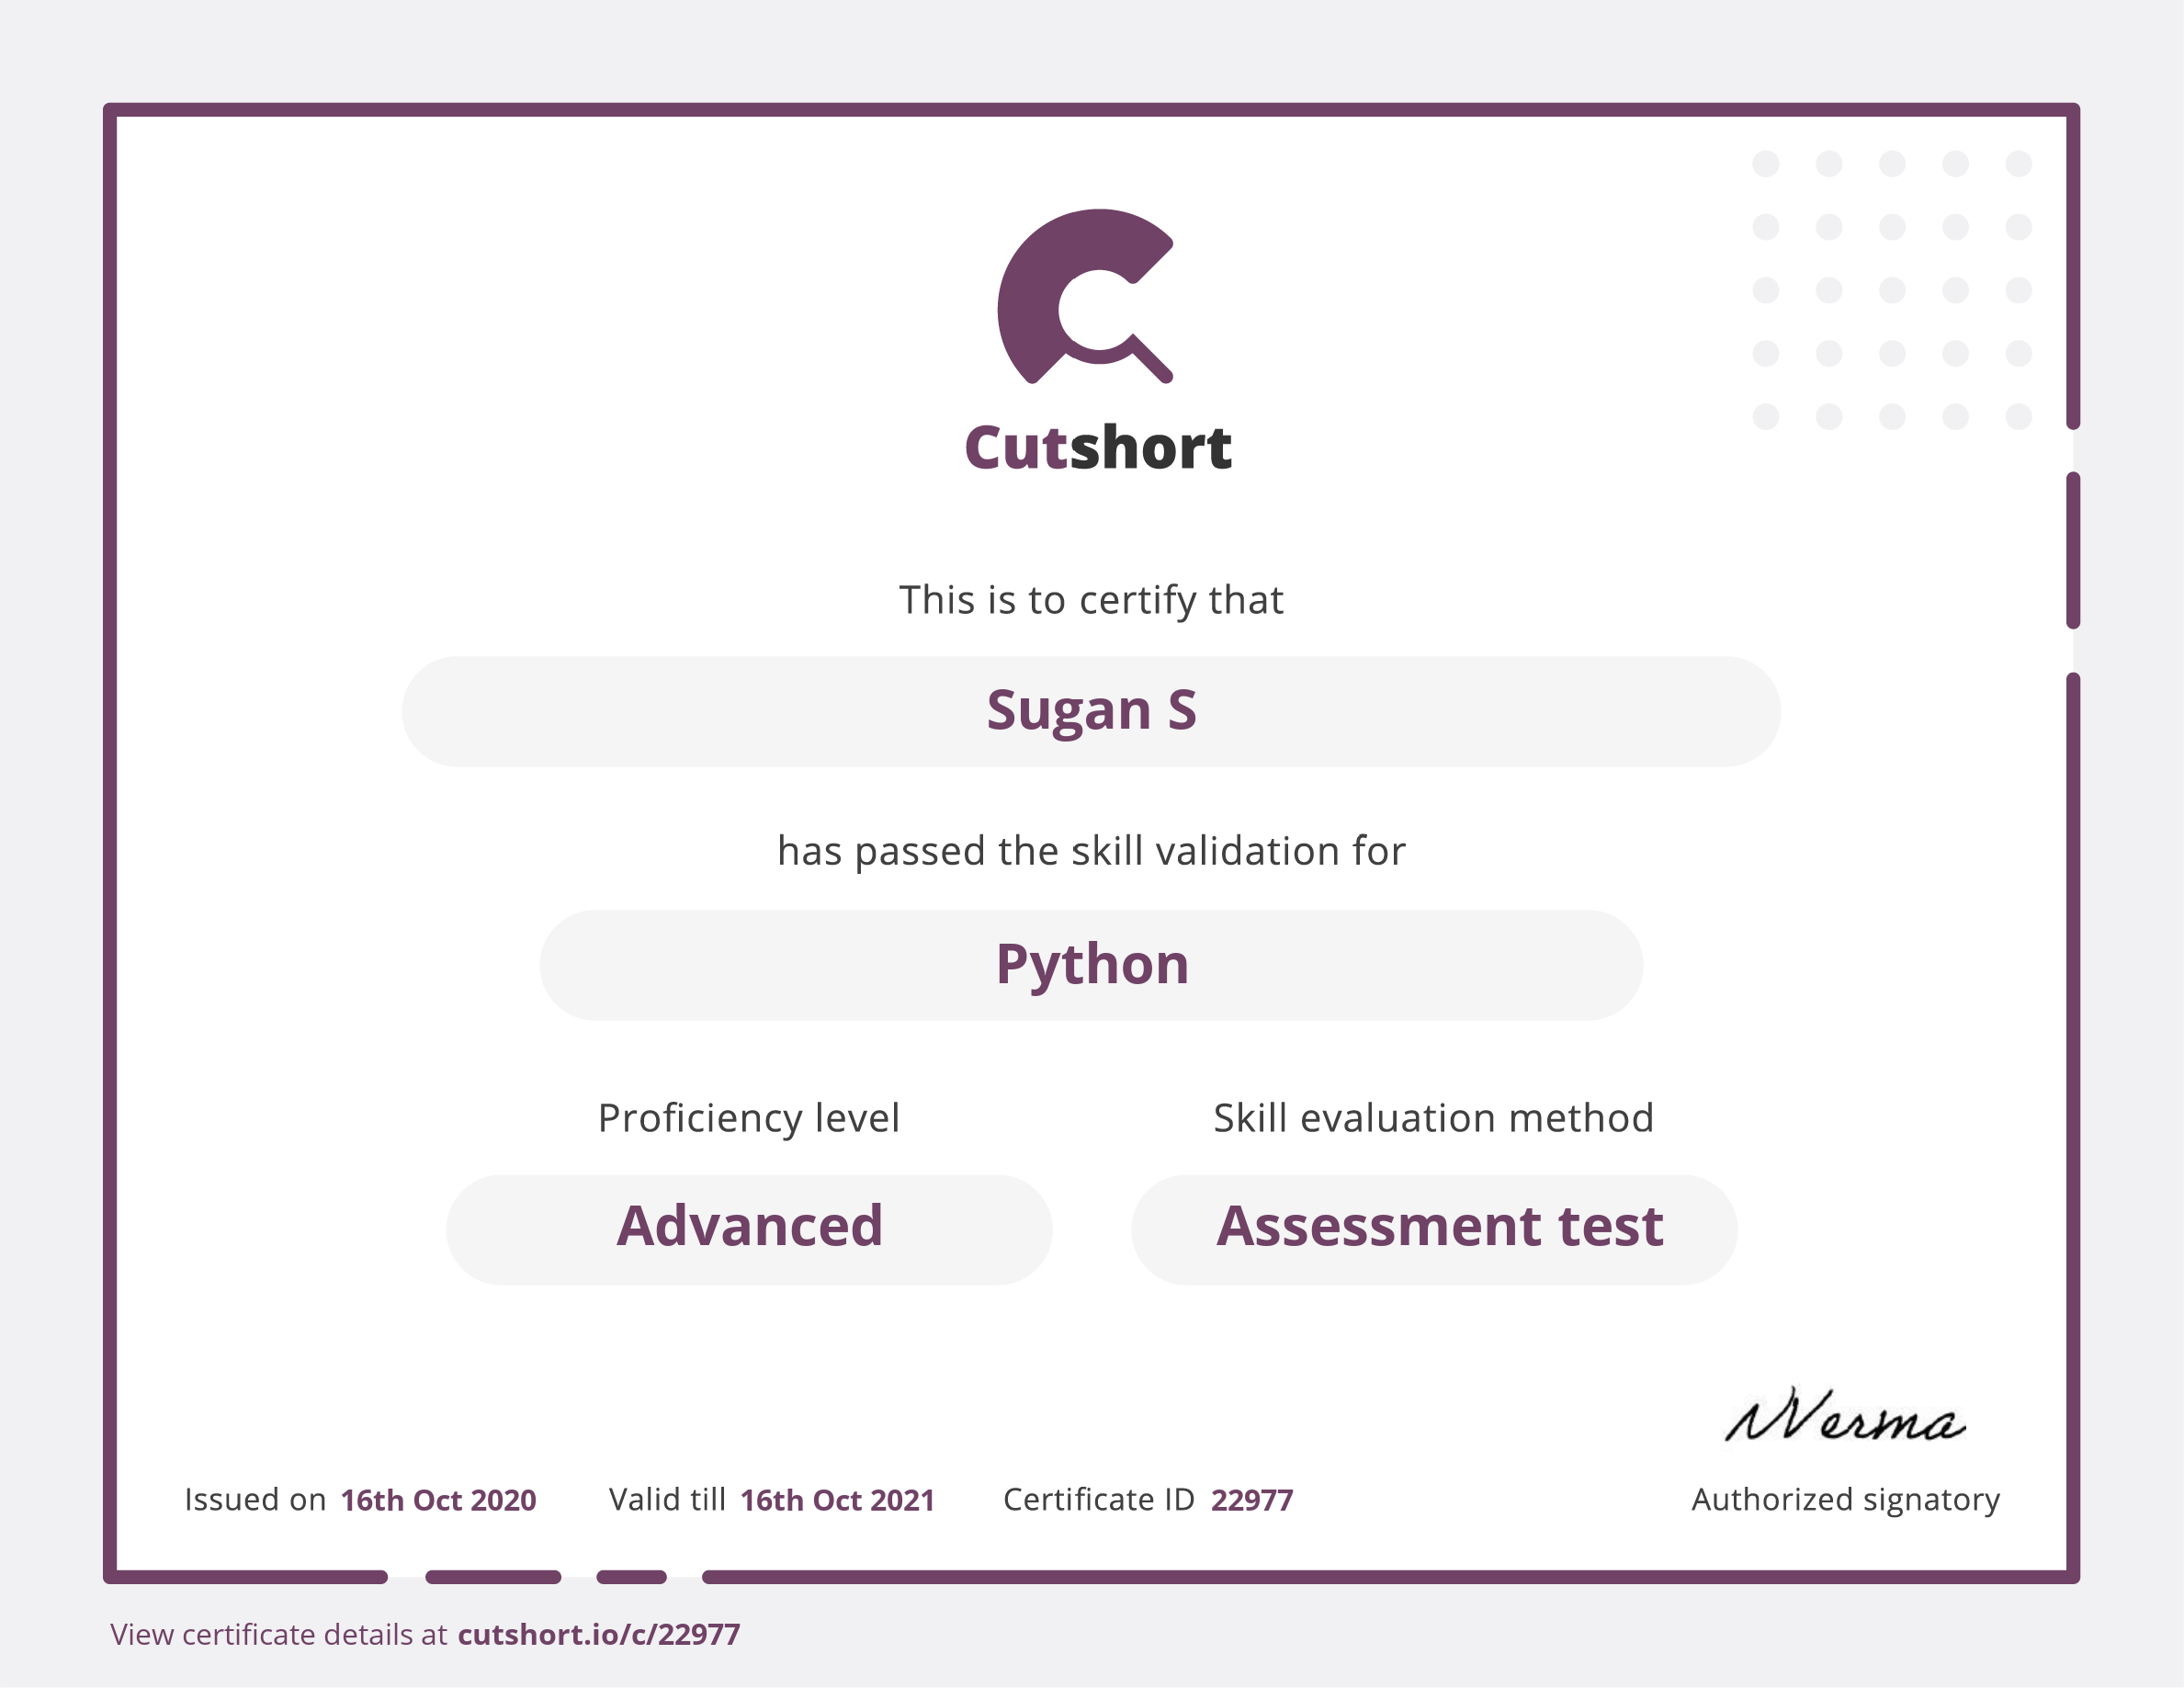 Cutshort
This is to certify that
Sugan S
has passed the skill validation for
Python
Proficiency level Skill evaluation method
Advanced Assessment test
Verma
Issued on 16th Oct 2020 Valid till 16th Oct 2021 Certificate ID 22977 Authorized signatory
View certificate details at cutshort.io/c/22977